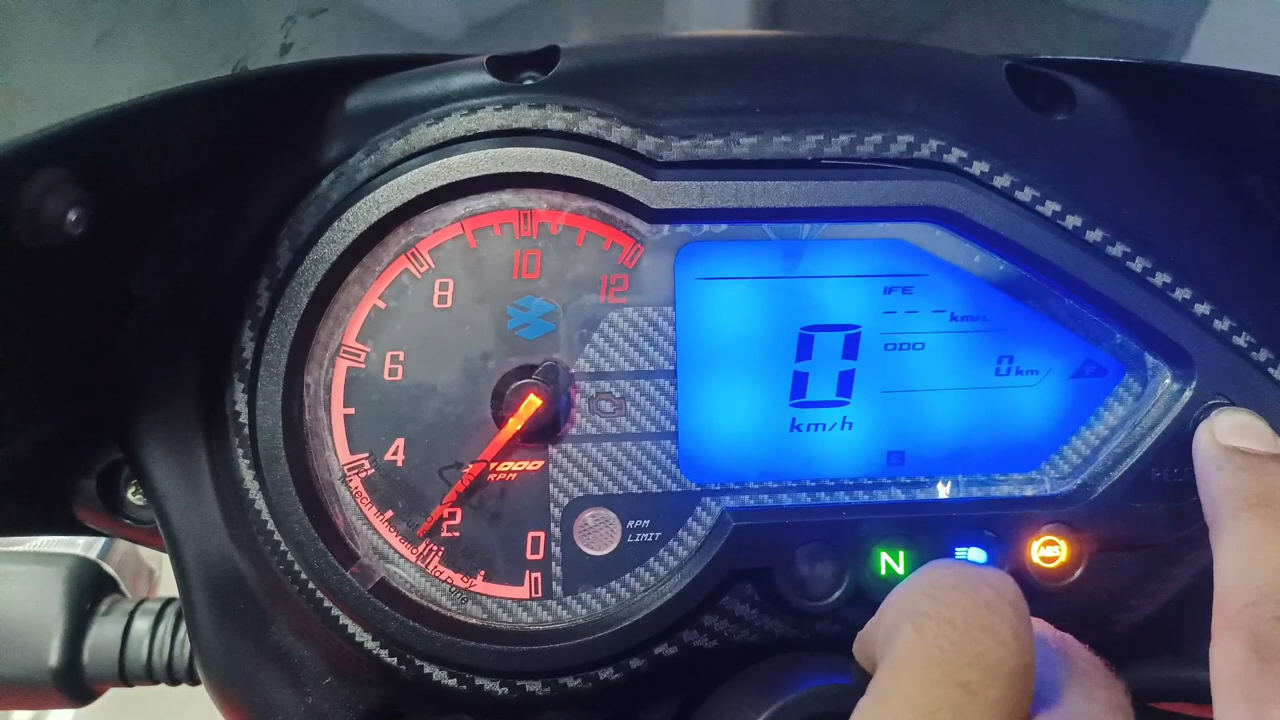 10
8
12
6
4
x1000
RPM
2
0
RPM
LIMIT
IFE
--- km/L
ODO
0 km
0
km/h
F
E
N
ABS